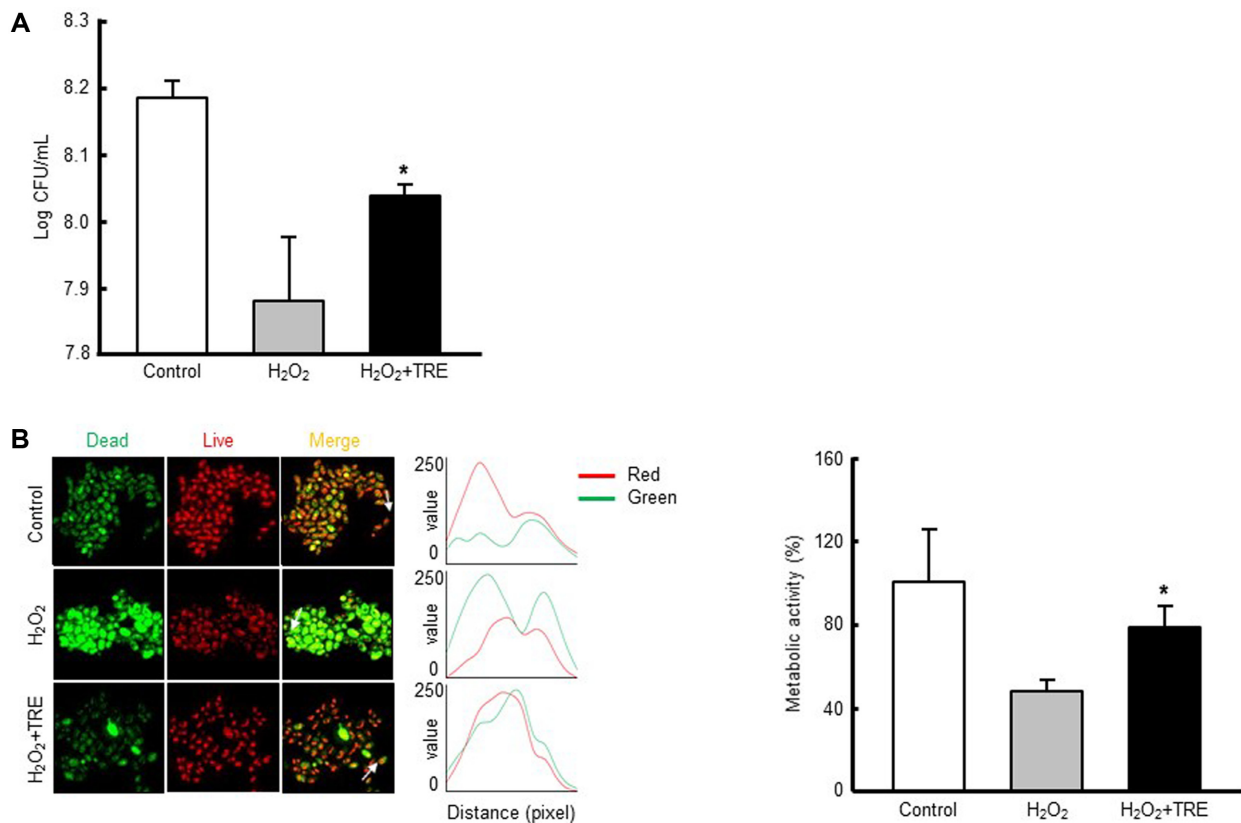 A
8.3
8.2
8.1
8.0
7.9
7.8
Log CFU/mL
*
Control
H₂O₂
H₂O₂+TRE
B
Dead
Live
Merge
Control
H₂O₂
H₂O₂+TRE
250
value
0
250
value
0
250
value
0
Distance (pixel)
Red
Green
160
120
80
40
0
Metabolic activity (%)
*
Control
H₂O₂
H₂O₂+TRE